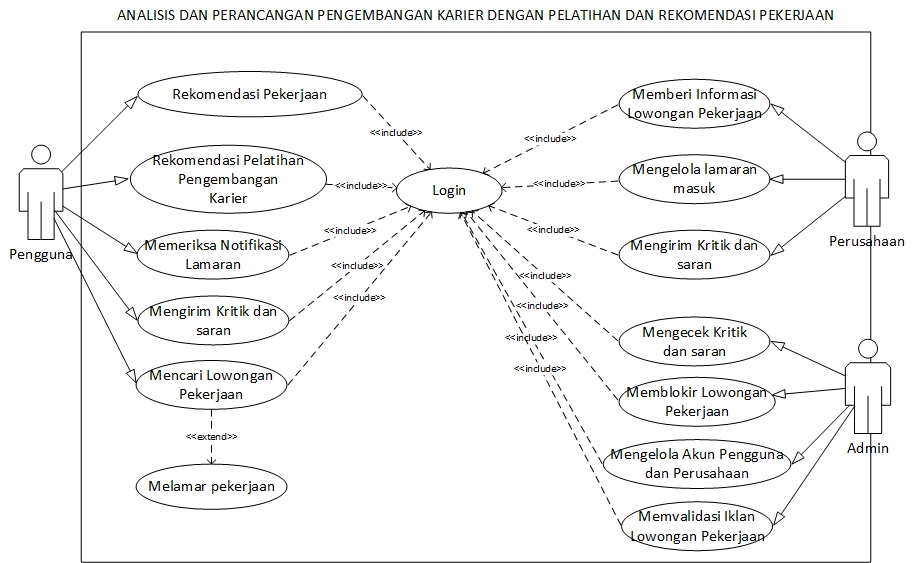 ANALISIS DAN PERANCANGAN PENGEMBANGAN KARIER DENGAN PELATIHAN DAN REKOMENDASI PEKERJAAN
Rekomendasi Pekerjaan
<<include>>
Rekomendasi Pelatihan
Pengembangan
Karier
<<include>>
Pengguna
Memeriksa Notifikasi
Lamaran
<<include>>
Mengirim Kritik dan
saran
<<include>>
Mencari Lowongan
Pekerjaan
<<include>>
<<extend>>
Melamar pekerjaan
Login
Memberi Informasi
Lowongan Pekerjaan
<<include>>
Mengelola lamaran
masuk
<<include>>
Perusahaan
Mengirim Kritik dan
saran
<<include>>
Mengecek Kritik
dan saran
<<include>>
Memblokir Lowongan
Pekerjaan
<<include>>
Admin
Mengelola Akun Pengguna
dan Perusahaan
<<include>>
Memvalidasi Iklan
Lowongan Pekerjaan
<<include>>